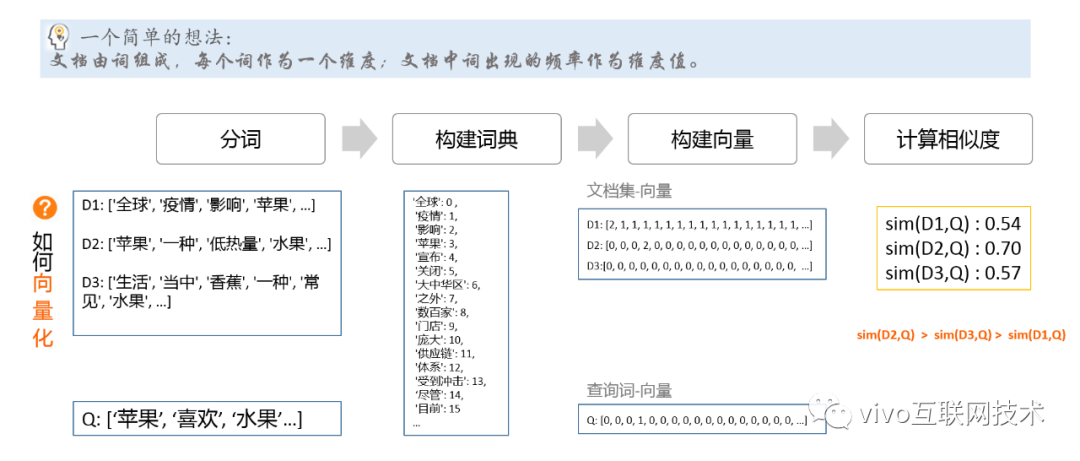 一个简单的想法：
文档由词组成，每个词作为一个维度；文档中词出现的频率作为维度值。
分词
构建词典
构建向量
计算相似度
?
如何向量化
D1: ['全球', '疫情', '影响', '苹果', ...]
D2: ['苹果', '一种', '低热量', '水果', ...]
D3: ['生活', '当中', '香蕉', '一种', '常
见', '水果', ...]
Q: ['苹果', '喜欢', '水果'...]
'全球': 0 ,
'疫情': 1,
'影响': 2,
'苹果': 3,
'宣布': 4,
'关闭': 5,
'大中华区': 6,
'之外': 7,
'数百家': 8,
'门店': 9,
'庞大': 10,
'供应链': 11,
'体系': 12,
'受到冲击': 13,
'尽管': 14,
'目前': 15
...
文档集-向量
D1: [2, 1, 1, 1, 1, 1, 1, 1, 1, 1, 1, 1, 1, 1, 1, 1, 1, ...]
D2: [0, 0, 0, 2, 0, 0, 0, 0, 0, 0, 0, 0, 0, 0, 0, 0, 0, ...]
D3:[0, 0, 0, 0, 0, 0, 0, 0, 0, 0, 0, 0, 0, 0, 0, 0, 0, ...]
查询词-向量
Q: [0, 0, 0, 1, 0, 0, 0, 0, 0, 0, 0, 0, 0, 0, 0, 0, 0, ...]
sim(D1,Q) : 0.54
sim(D2,Q) : 0.70
sim(D3,Q) : 0.57
sim(D2,Q) > sim(D3,Q) > sim(D1,Q)
vivo互联网技术